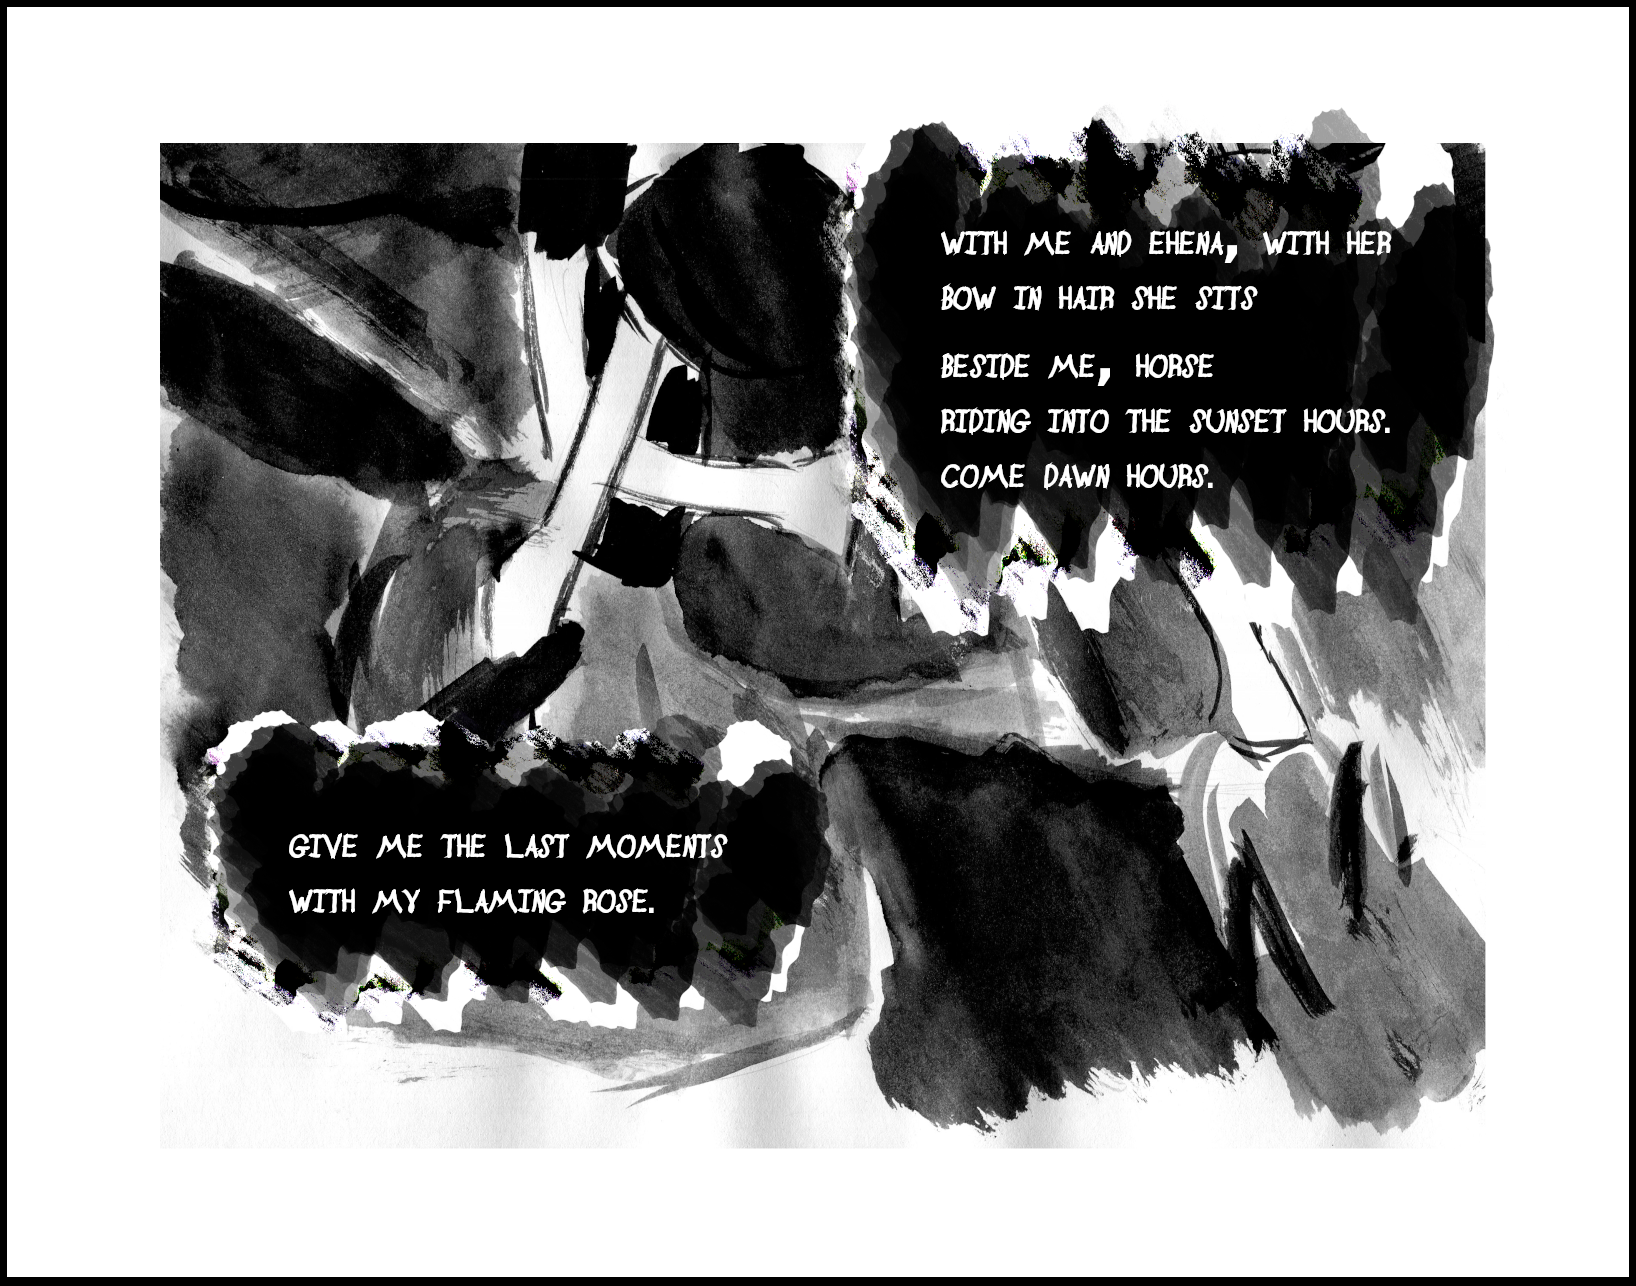 WITH ME AND EHENA, WITH HER
BOW IN HAIR SHE SITS
BESIDE ME, HORSE
RIDING INTO THE SUNSET HOURS.
COME DAWN HOURS.
GIVE ME THE LAST MOMENTS
WITH MY FLAMING ROSE.